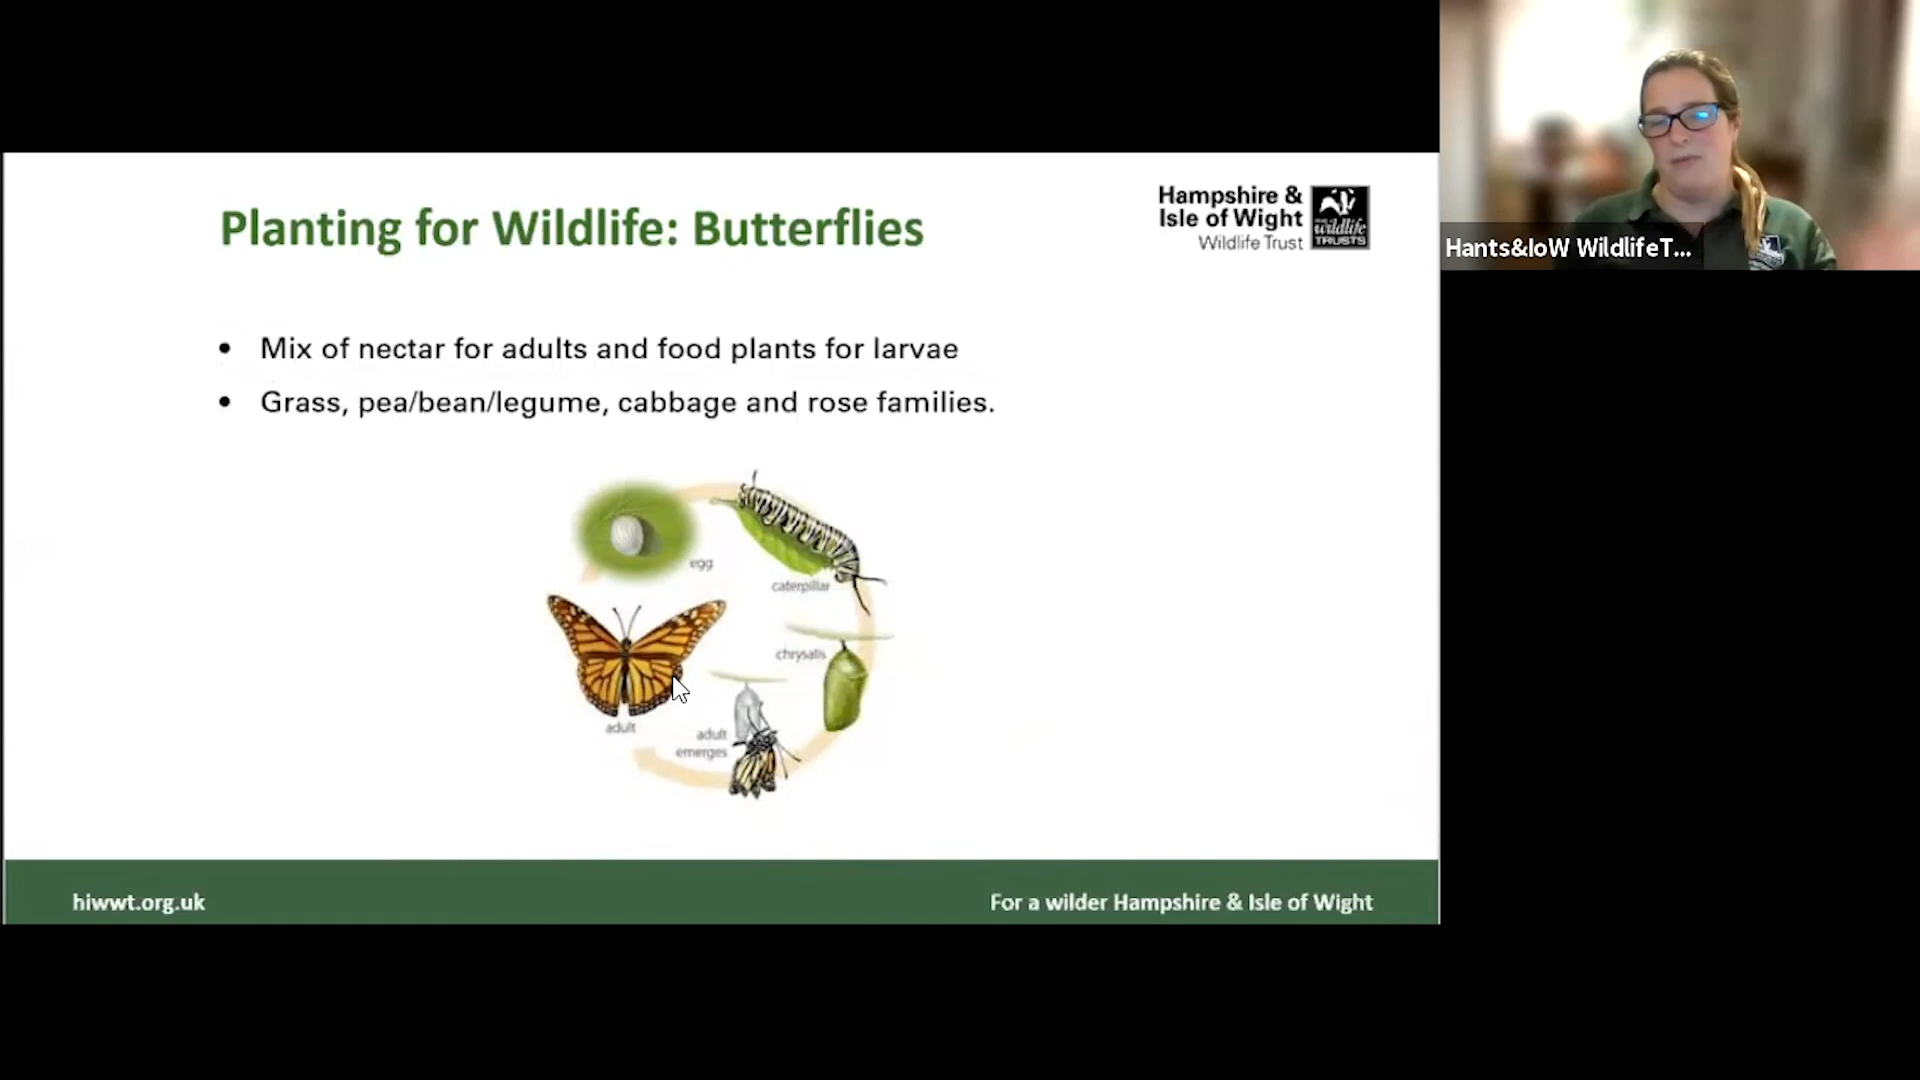 Planting for Wildlife: Butterflies
Hampshire &
Isle of Wight
Wildlife Trust
wildlife
TRUSTS
Hants&IoW WildlifeT...
• Mix of nectar for adults and food plants for larvae
• Grass, pea/bean/legume, cabbage and rose families.
egg
caterpillar
chrysalis
adult
adult
emerges
hiwwt.org.uk
For a wilder Hampshire & Isle of Wight